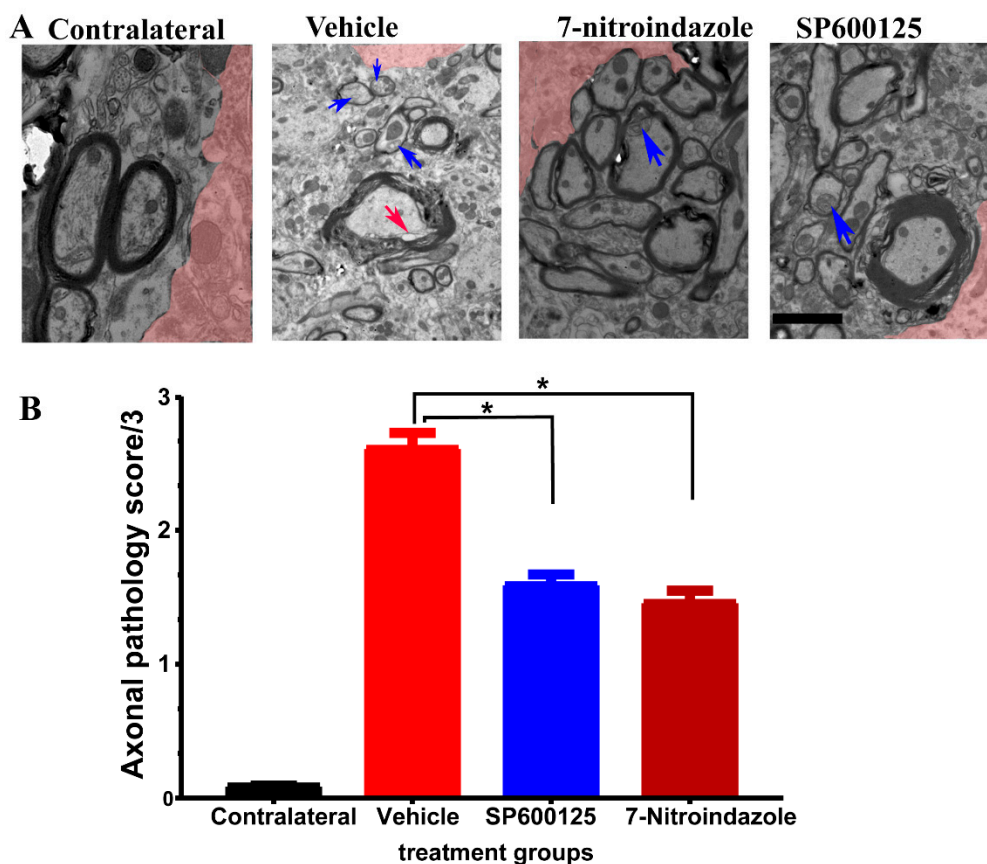 A Contralateral Vehicle 7-nitroindazole SP600125
B
Axonal pathology score/3
3
2
1
0
* 
*
Contralateral Vehicle SP600125 7-Nitroindazole
treatment groups